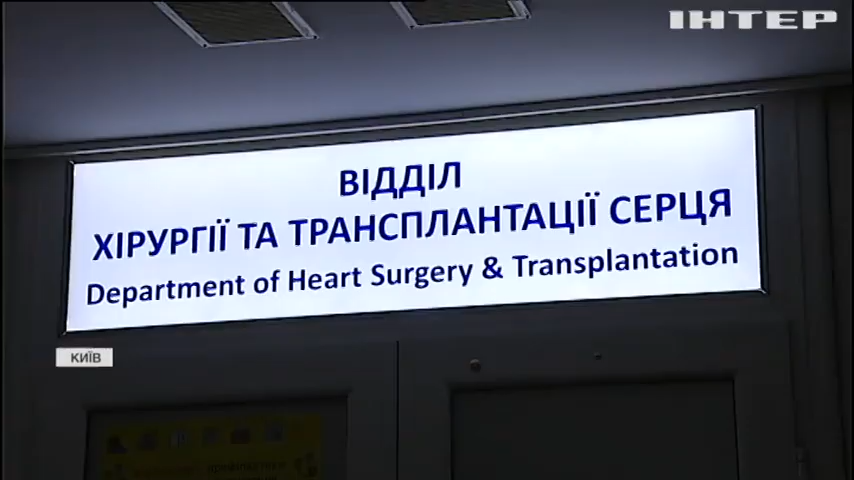 ІНТЕР
ВІДДІЛ
ХІРУРГІЇ ТА ТРАНСПЛАНТАЦІЇ СЕРЦЯ
Department of Heart Surgery & Transplantation
КИЇВ